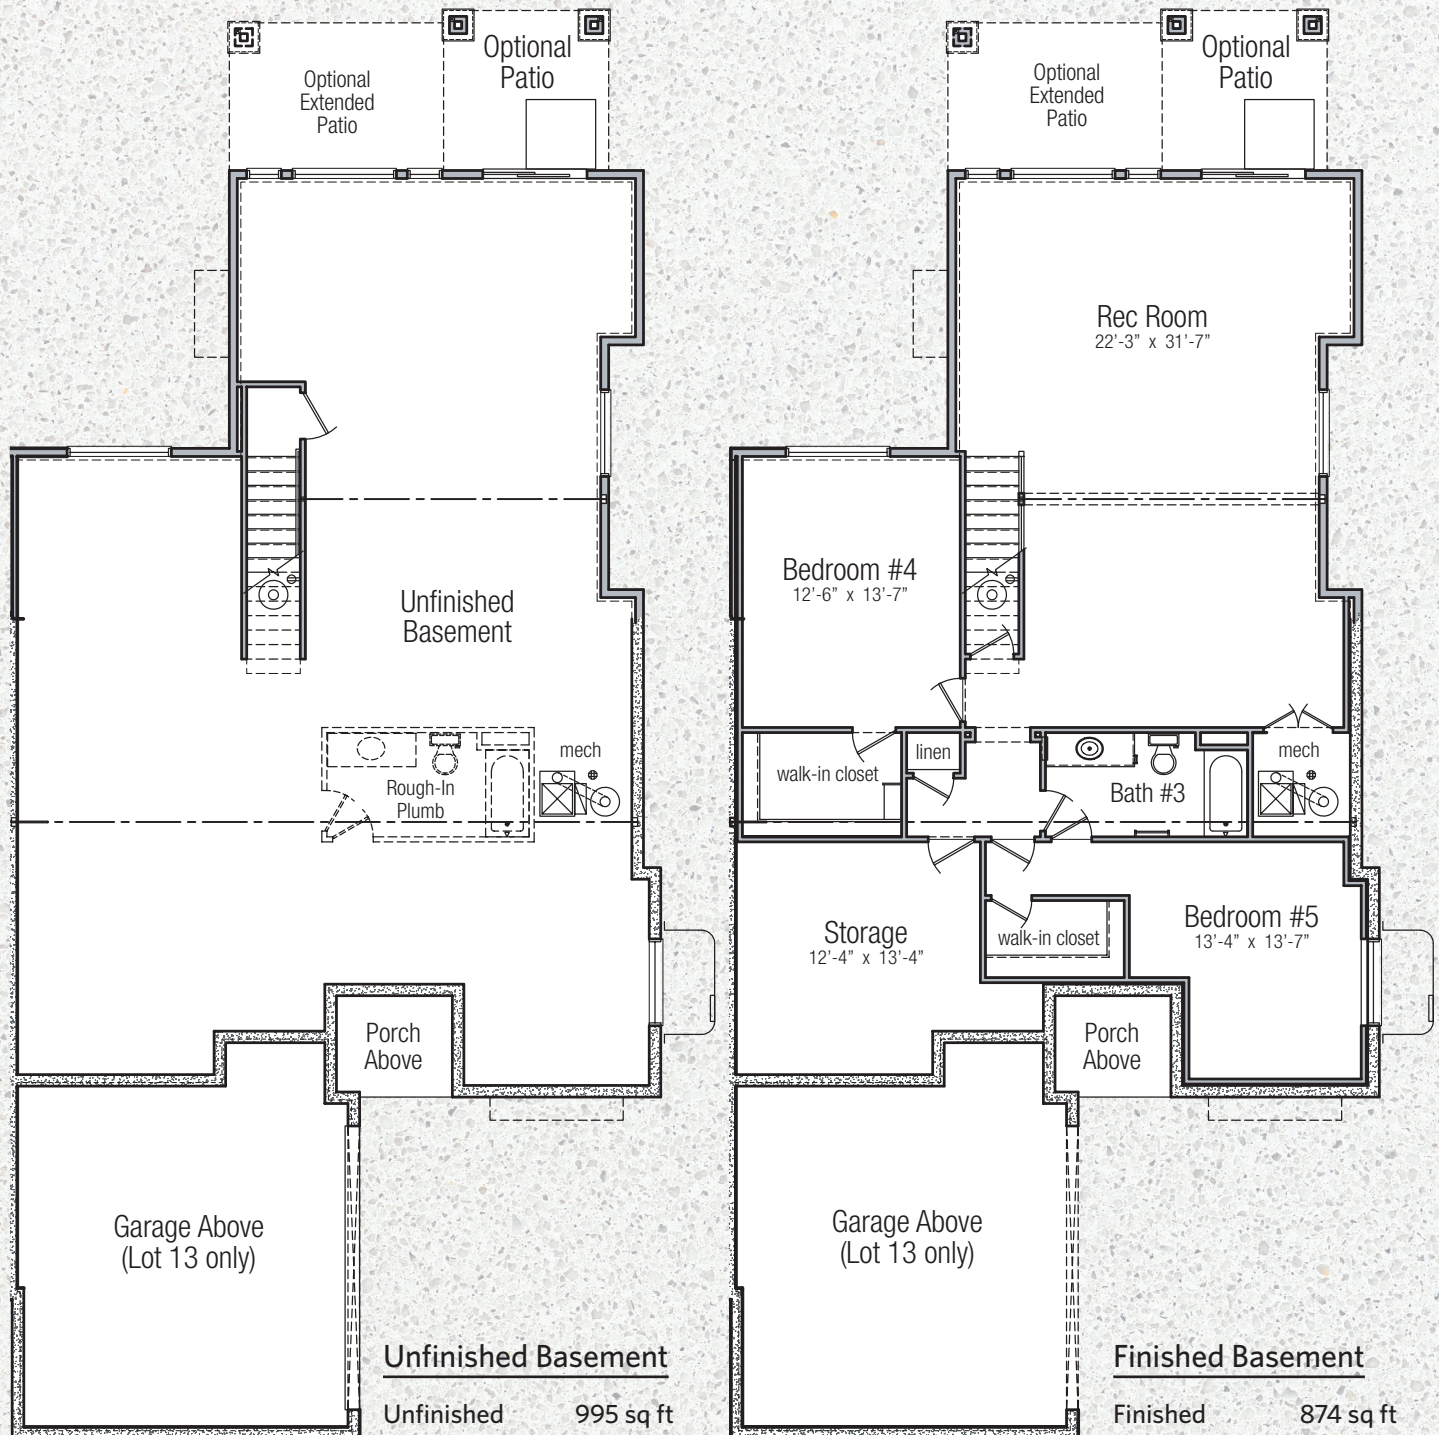 Optional
Patio
Optional
Extended
Patio
Unfinished
Basement
mech
Rough-In
Plumb
Porch
Above
Garage Above
(Lot 13 only)
Unfinished Basement
Unfinished 995 sq ft
Optional
Patio
Optional
Extended
Patio
Rec Room
22'-3" x 31'-7"
Bedroom #4
12'-6" x 13'-7"
linen
mech
walk-in closet
Bath #3
Bedroom #5
13'-4" x 13'-7"
Storage
12'-4" x 13'-4"
walk-in closet
Porch
Above
Garage Above
(Lot 13 only)
Finished Basement
Finished 874 sq ft